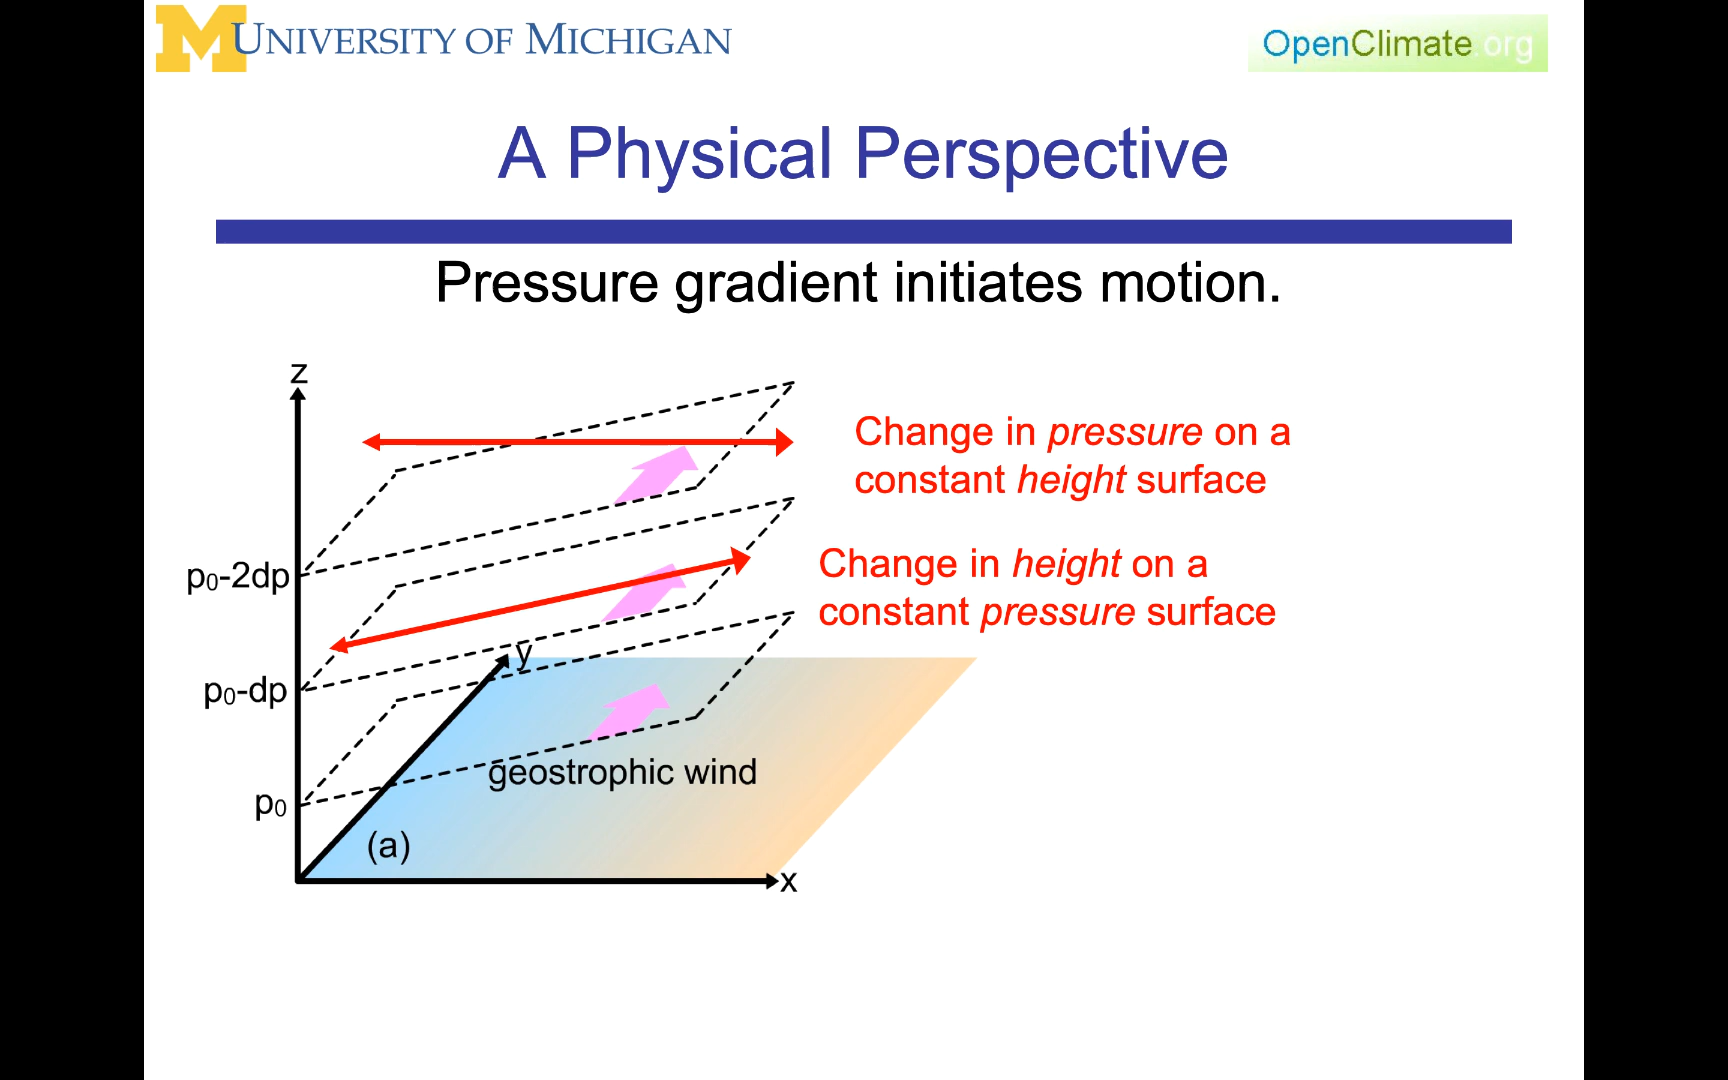 M UNIVERSITY OF MICHIGAN
OpenClimate.org
A Physical Perspective
Pressure gradient initiates motion.
z
Change in pressure on a
constant height surface
p0-2dp
Change in height on a
constant pressure surface
y
p0-dp
geostrophic wind
p0
(a)
x